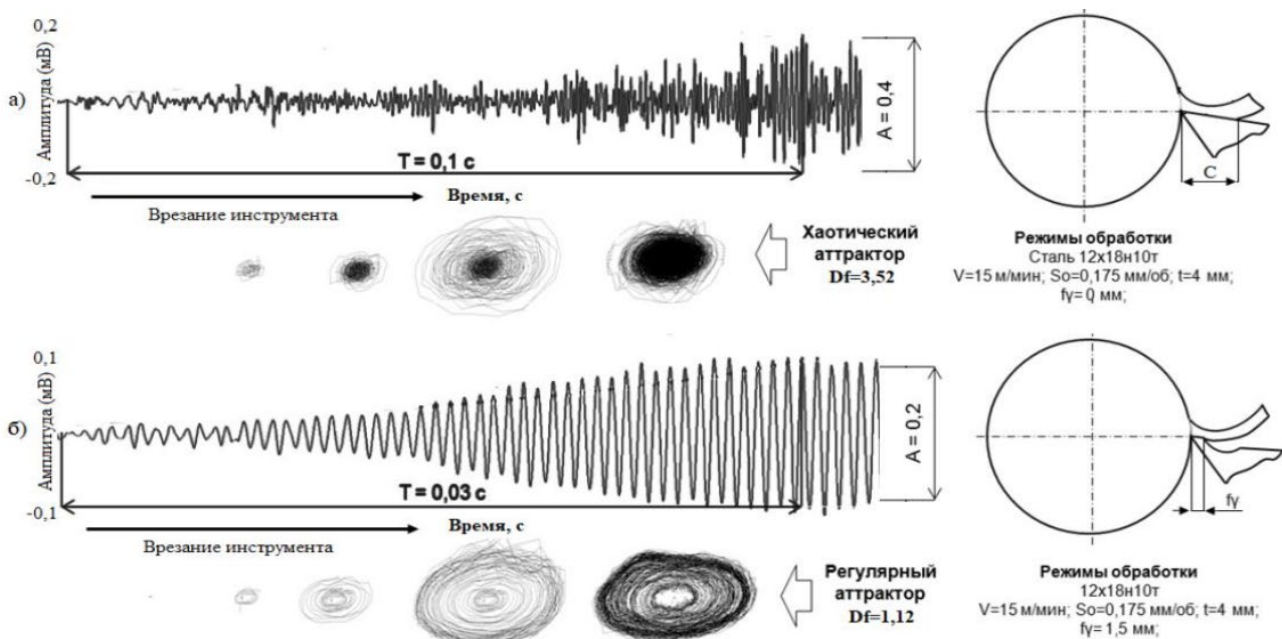 0,2
Амплитуда (мВ)
а)
-0,2
A = 0,4
T = 0,1 с
Время, с
Врезание инструмента
Хаотический
аттрактор
Df=3,52
C
Режимы обработки
Сталь 12х18н10т
V=15 м/мин; So=0,175 мм/об; t=4 мм;
fγ= 0 мм;
0,1
Амплитуда (мВ)
б)
-0,1
A = 0,2
T = 0,03 с
Время, с
Врезание инструмента
Регулярный
аттрактор
Df=1,12
fγ
Режимы обработки
12х18н10т
V=15 м/мин; So=0,175 мм/об; t=4 мм;
fγ= 1,5 мм;